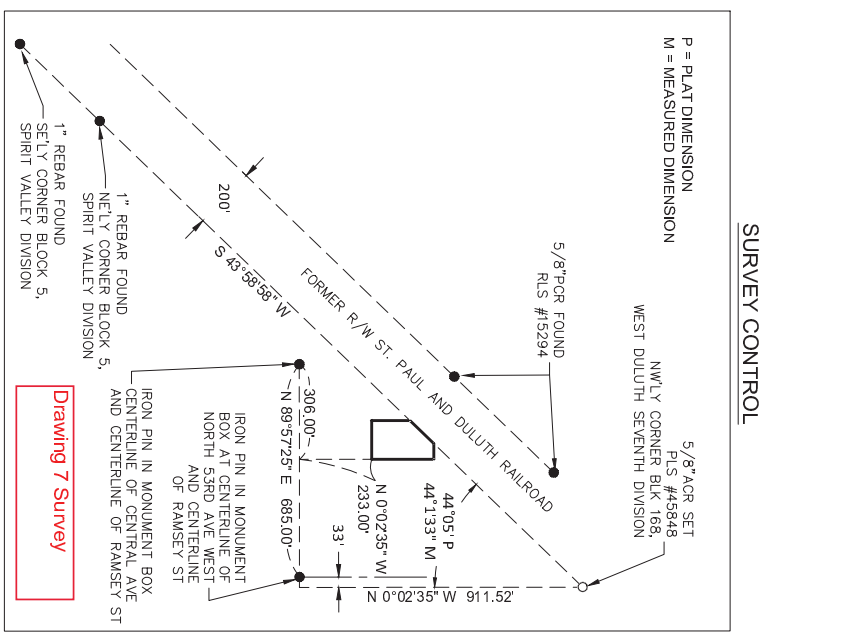 SURVEY CONTROL
P = PLAT DIMENSION
M = MEASURED DIMENSION
5/8"ACR SET
PLS #45848
NW'LY CORNER BLK 168,
WEST DULUTH SEVENTH DIVISION
5/8"PCR FOUND
RLS #15294
200'
FORMER R/W ST. PAUL AND DULUTH RAILROAD
S 43°58'58" W
44°05' P
44°1'33" M
N 0°02'35" W
233.00'
306.00'
N 89°57'25" E 685.00'
33'
N 0°02'35" W 911.52'
1" REBAR FOUND
NE'LY CORNER BLOCK 5,
SPIRIT VALLEY DIVISION
1" REBAR FOUND
SE'LY CORNER BLOCK 5,
SPIRIT VALLEY DIVISION
IRON PIN IN MONUMENT
BOX AT CENTERLINE OF
NORTH 53RD AVE WEST
AND CENTERLINE
OF RAMSEY ST
IRON PIN IN MONUMENT BOX
CENTERLINE OF CENTRAL AVE
AND CENTERLINE OF RAMSEY ST
Drawing 7 Survey